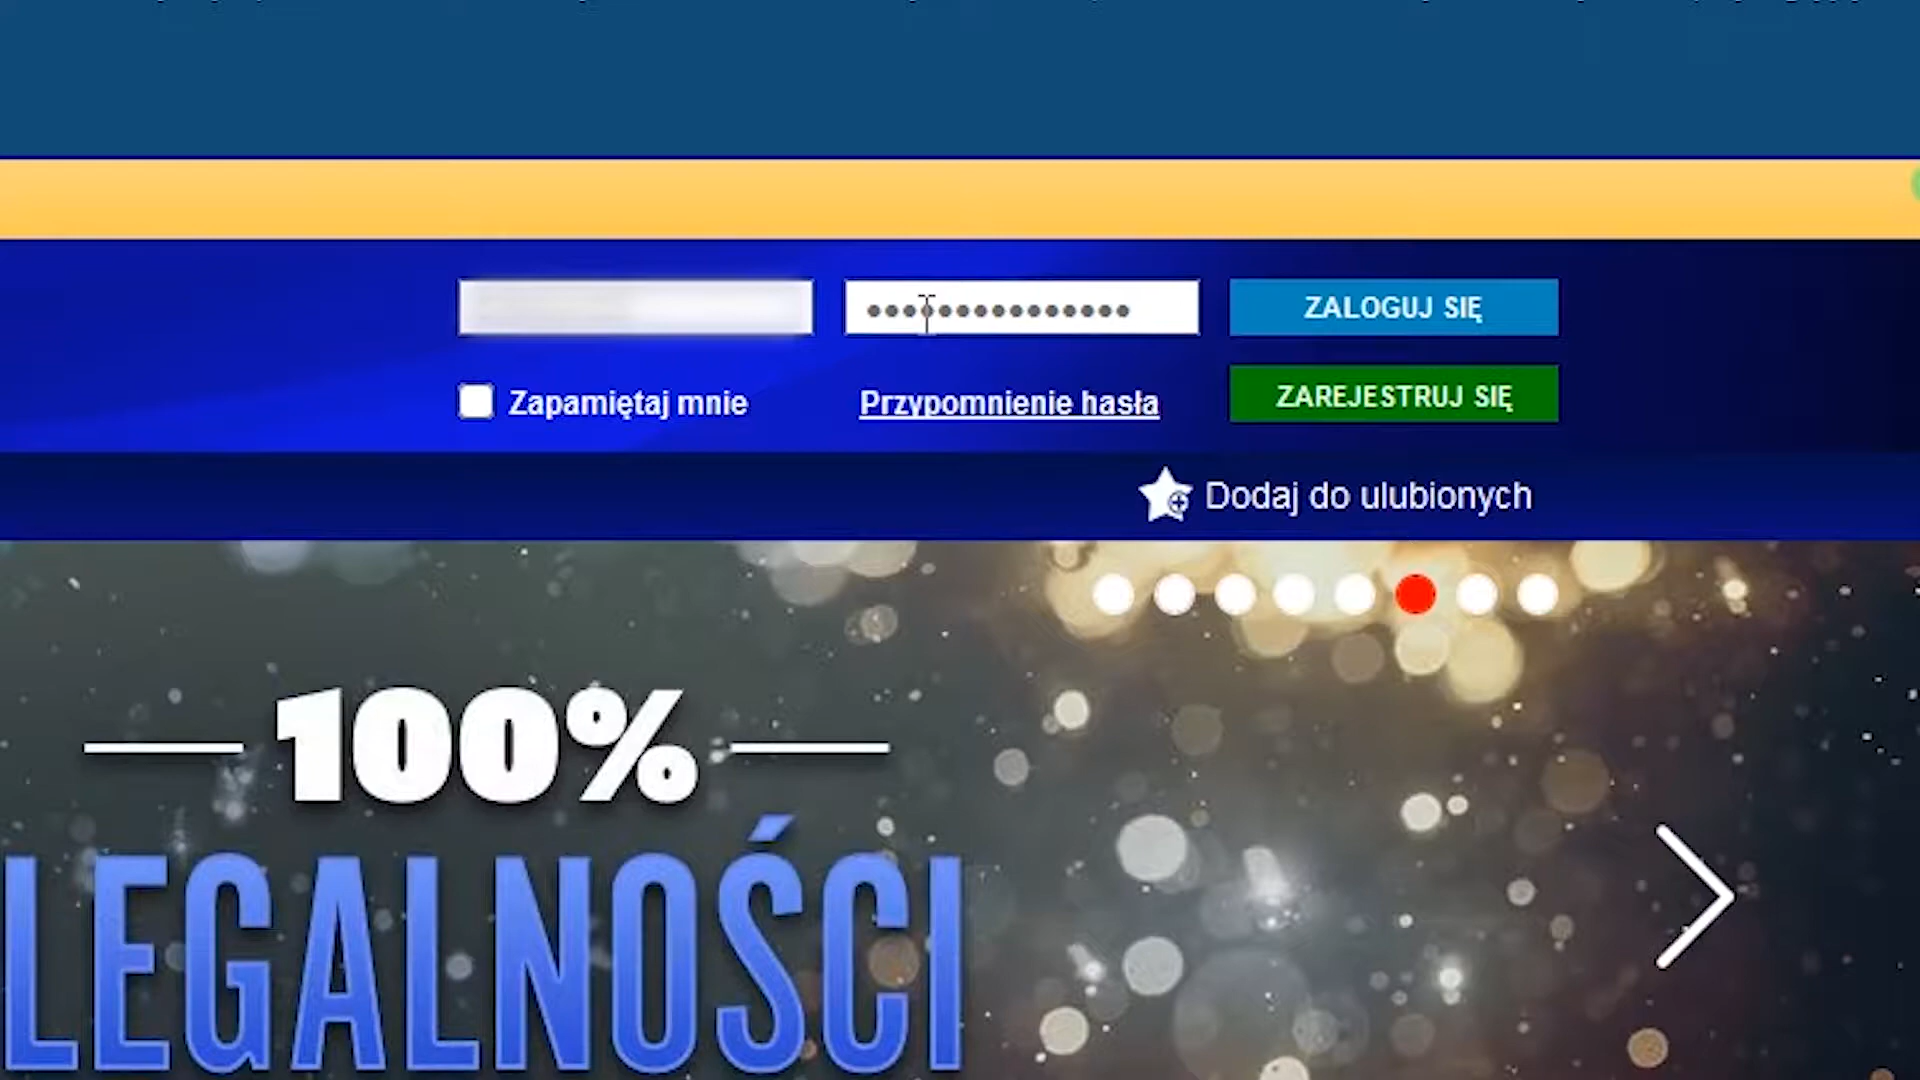 ZALOGUJ SIĘ
Zapamiętaj mnie
Przypomnienie hasła
ZAREJESTRUJ SIĘ
Dodaj do ulubionych
100%
LEGALNOŚCI